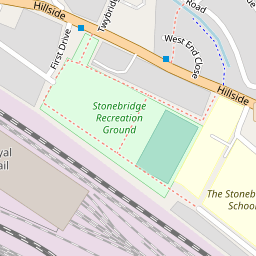 Hillside
Road
Twybridge
West End Close
First Drive
Hillside
Stonebridge
Recreation
Ground
yal
ail
The Stoneb
School